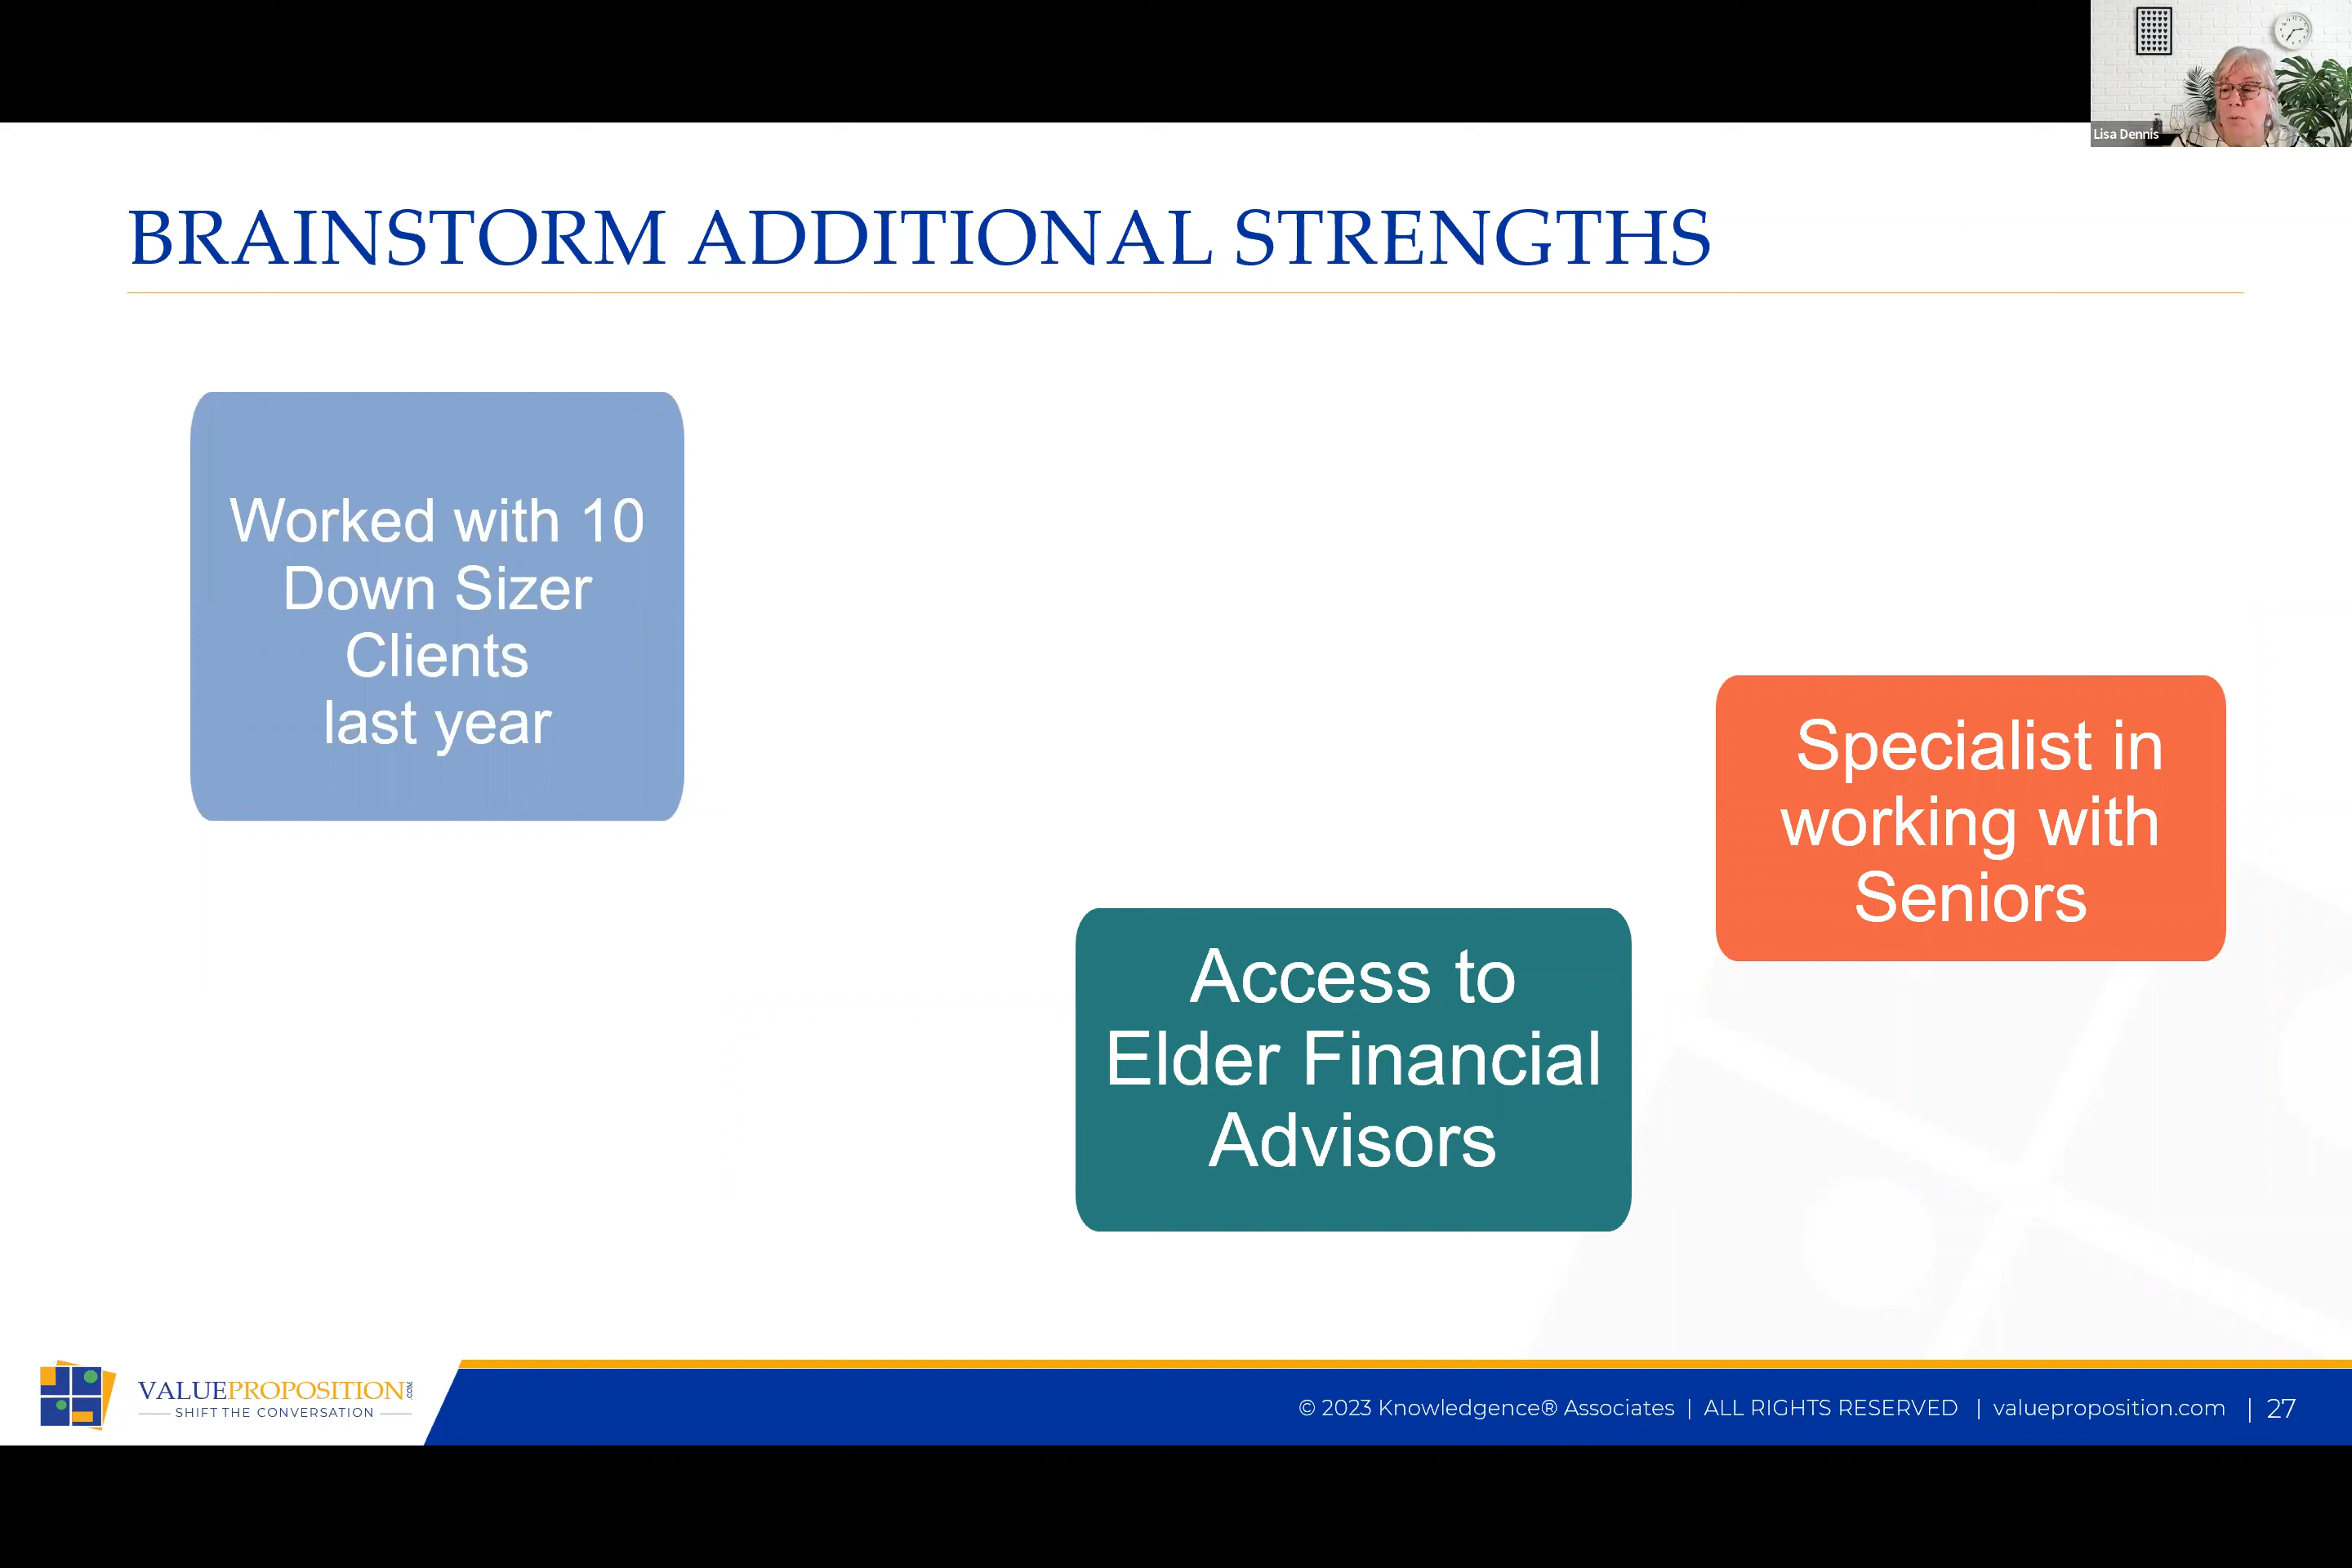 Lisa Dennis
BRAINSTORM ADDITIONAL STRENGTHS
Worked with 10
Down Sizer
Clients
last year
Specialist in
working with
Seniors
Access to
Elder Financial
Advisors
VALUEPROPOSITION.COM
SHIFT THE CONVERSATION
© 2023 Knowledgence® Associates | ALL RIGHTS RESERVED | valueproposition.com | 27